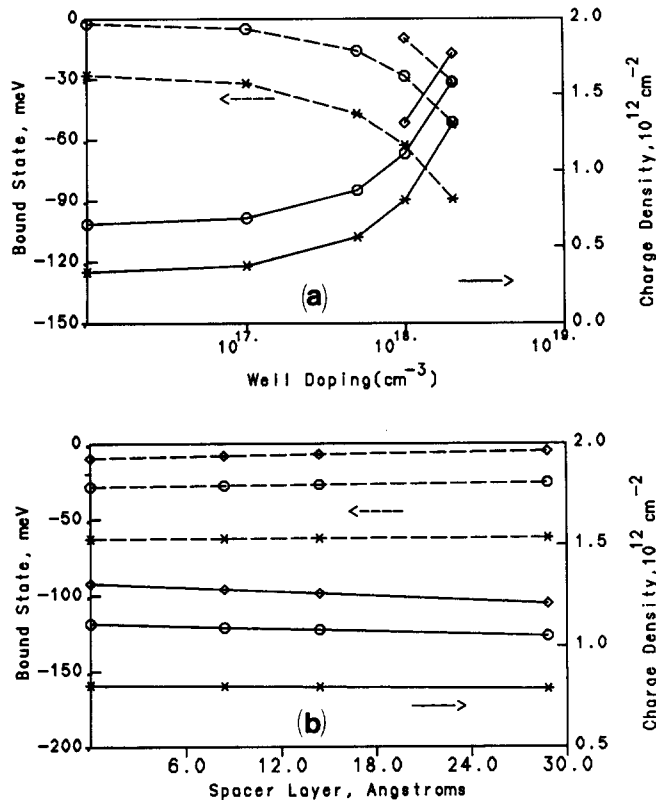 0
-30
-60
-90
-120
-150
Bound State, meV
2.0
1.5
1.0
0.5
0.0
Charge Density,10¹² cm⁻²
(a)
10¹⁷·
10¹⁸·
10¹⁹·
Well Doping(cm⁻³)
0
-50
-100
-150
-200
Bound State, meV
2.0
1.5
1.0
0.5
Charge Density,10¹² cm⁻²
(b)
6.0 12.0 18.0 24.0 30.0
Spacer Layer, Angstroms